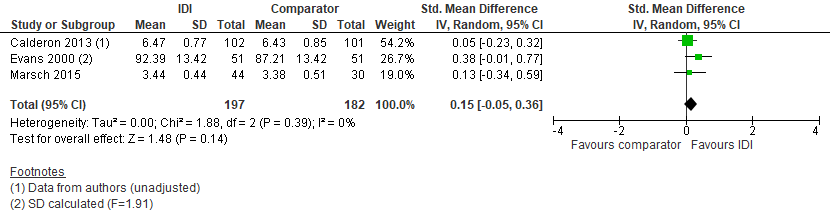 IDI Comparator Std. Mean Difference Std. Mean Difference
Study or Subgroup Mean SD Total Mean SD Total Weight IV, Random, 95% CI IV, Random, 95% CI
Calderon 2013 (1) 6.47 0.77 102 6.43 0.85 101 54.2% 0.05 [-0.23, 0.32]
Evans 2000 (2) 92.39 13.42 51 87.21 13.42 51 26.7% 0.38 [-0.01, 0.77]
Marsch 2015 3.44 0.44 44 3.38 0.51 30 19.0% 0.13 [-0.34, 0.59]
Total (95% CI) 197 182 100.0% 0.15 [-0.05, 0.36]
Heterogeneity: Tau² = 0.00; Chi² = 1.88, df = 2 (P = 0.39); I² = 0%
Test for overall effect: Z = 1.48 (P = 0.14)
-4 -2 0 2 4
Favours comparator Favours IDI
Footnotes
(1) Data from authors (unadjusted)
(2) SD calculated (F=1.91)